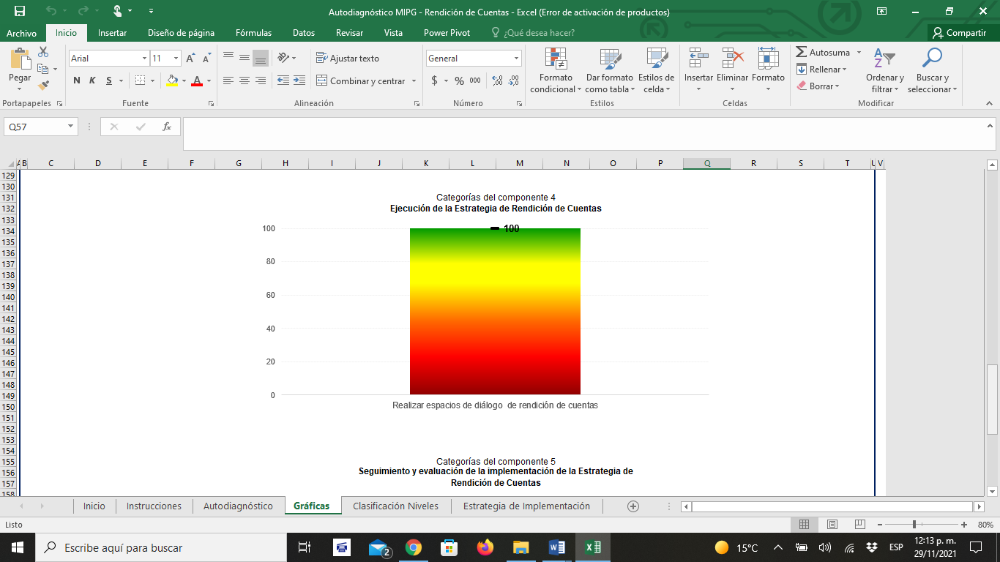 Autodiagnóstico MIPG - Rendición de Cuentas - Excel (Error de activación de productos)
Archivo Inicio Insertar Diseño de página Fórmulas Datos Revisar Vista Power Pivot ¿Qué desea hacer? Compartir
Pegar
Portapapeles
Arial 11
N K S
Fuente
Ajustar texto
Combinar y centrar
Alineación
General
$ % 000
Número
Formato condicional
Dar formato como tabla
Estilos de celda
Estilos
Insertar Eliminar Formato
Celdas
Autosuma
Rellenar
Borrar
Ordenar y filtrar
Buscar y seleccionar
Modificar
Q57 fx
A B C D E F G H I J K L M N O P Q R S T U V
129
130
131
132
133
134
135
136
137
138
139
140
141
142
143
144
145
146
147
148
149
150
151
152
153
154
155
156
157
158
Categorías del componente 4
Ejecución de la Estrategia de Rendición de Cuentas
100
100
80
60
40
20
0
Realizar espacios de diálogo de rendición de cuentas
Categorías del componente 5
Seguimiento y evaluación de la implementación de la Estrategia de
Rendición de Cuentas
Inicio Instrucciones Autodiagnóstico Gráficas Clasificación Niveles Estrategia de Implementación
Listo 80%
Escribe aquí para buscar 2 15°C ESP 12:13 p. m.
29/11/2021